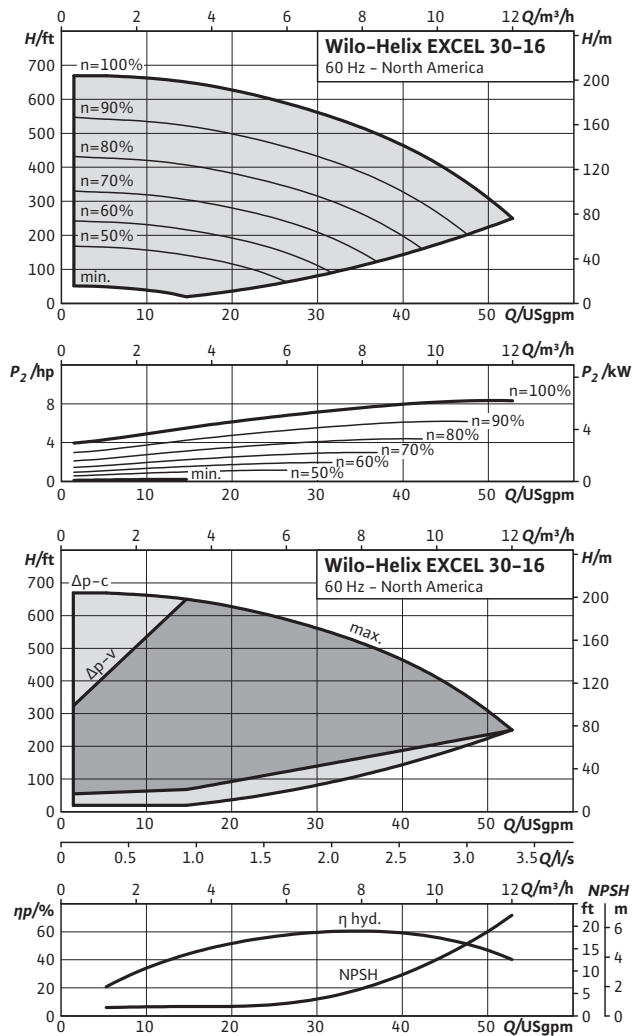 0 2 4 6 8 10 12 Q/m³/h
H/ft H/m
Wilo-Helix EXCEL 30-16
60 Hz - North America
n=100%
n=90%
n=80%
n=70%
n=60%
n=50%
min.
700
600
500
400
300
200
100
0
200
160
120
80
40
0
0 10 20 30 40 50 Q/USgpm
0 2 4 6 8 10 12 Q/m³/h
P₂/hp P₂/kW
n=100%
n=90%
n=80%
n=70%
n=60%
n=50%
min.
8
4
0
4
0
0 10 20 30 40 50 Q/USgpm
0 2 4 6 8 10 12 Q/m³/h
H/ft H/m
Wilo-Helix EXCEL 30-16
60 Hz - North America
Δp-c
Δp-v
max.
700
600
500
400
300
200
100
0
200
160
120
80
40
0
0 10 20 30 40 50 Q/USgpm
0 0.5 1.0 1.5 2.0 2.5 3.0 3.5 Q/l/s
0 2 4 6 8 10 12 Q/m³/h
ηp/% NPSH
ft m
η hyd.
NPSH
60
40
20
0
20
15
10
5
0
6
4
2
0
0 10 20 30 40 50 Q/USgpm